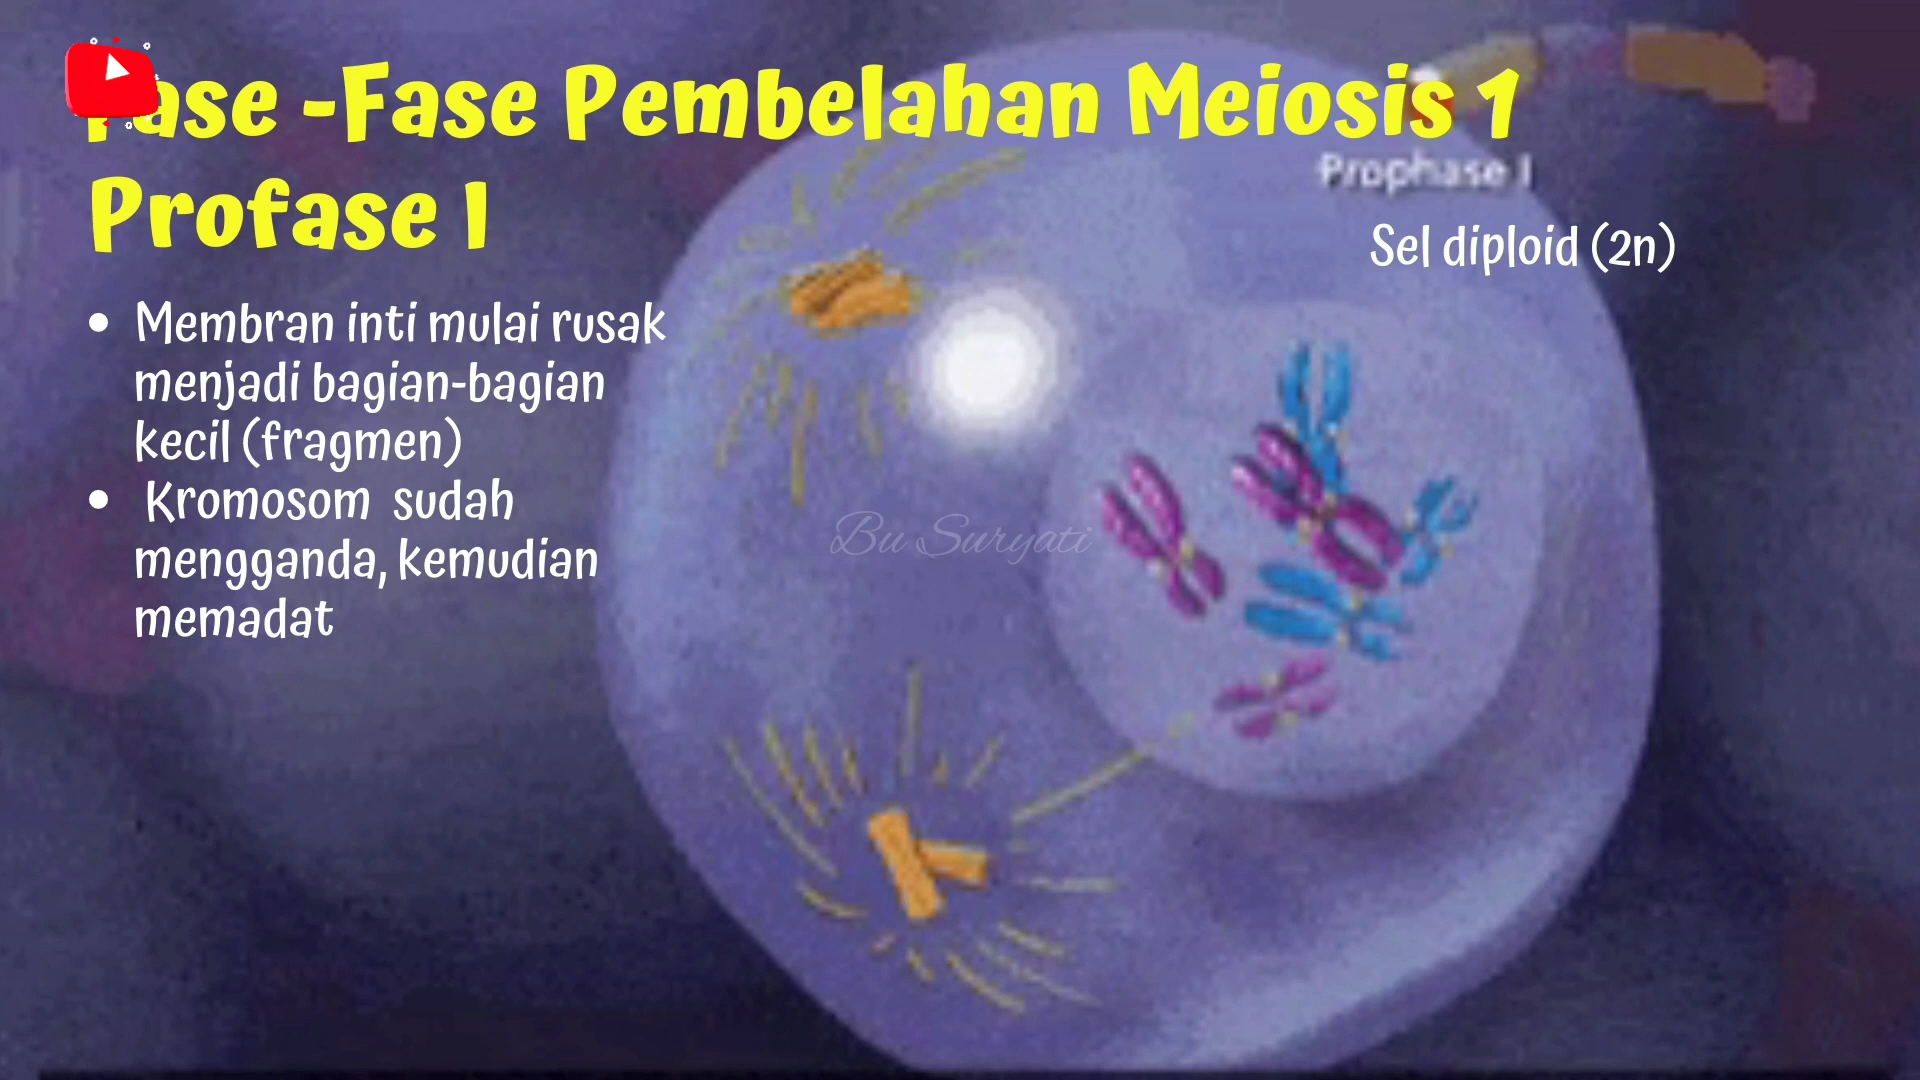 Fase -Fase Pembelahan Meiosis 1
Profase I
Prophase I
Sel diploid (2n)
• Membran inti mulai rusak
menjadi bagian-bagian
kecil (fragmen)
• Kromosom sudah
mengganda, kemudian
memadat
Bu Suryati